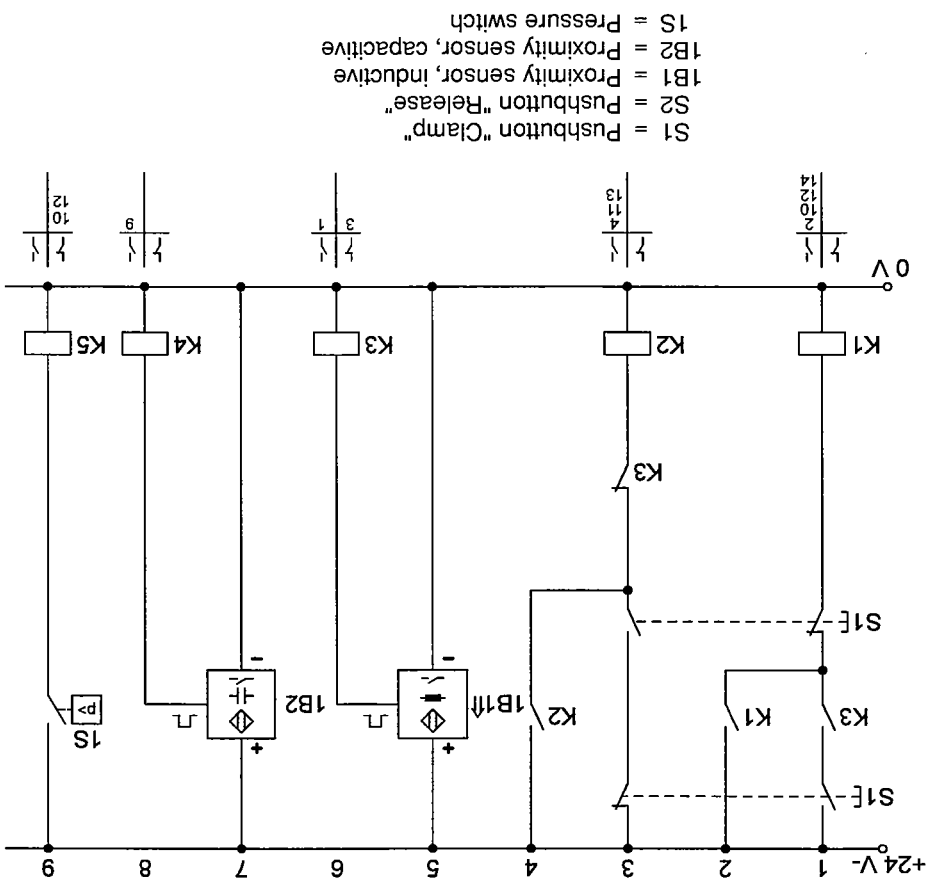 +24 V- 1 2 3 4 5 6 7 8 9
S1
K3 K1 K2 1B1 + - 1B2 + - 1S p>
S1
K3
K1 K2 K3 K4 K5
0 V
2
10
12
14
4
11
13
1 3
9
10
12
S1 = Pushbutton "Clamp"
S2 = Pushbutton "Release"
1B1 = Proximity sensor, inductive
1B2 = Proximity sensor, capacitive
1S = Pressure switch